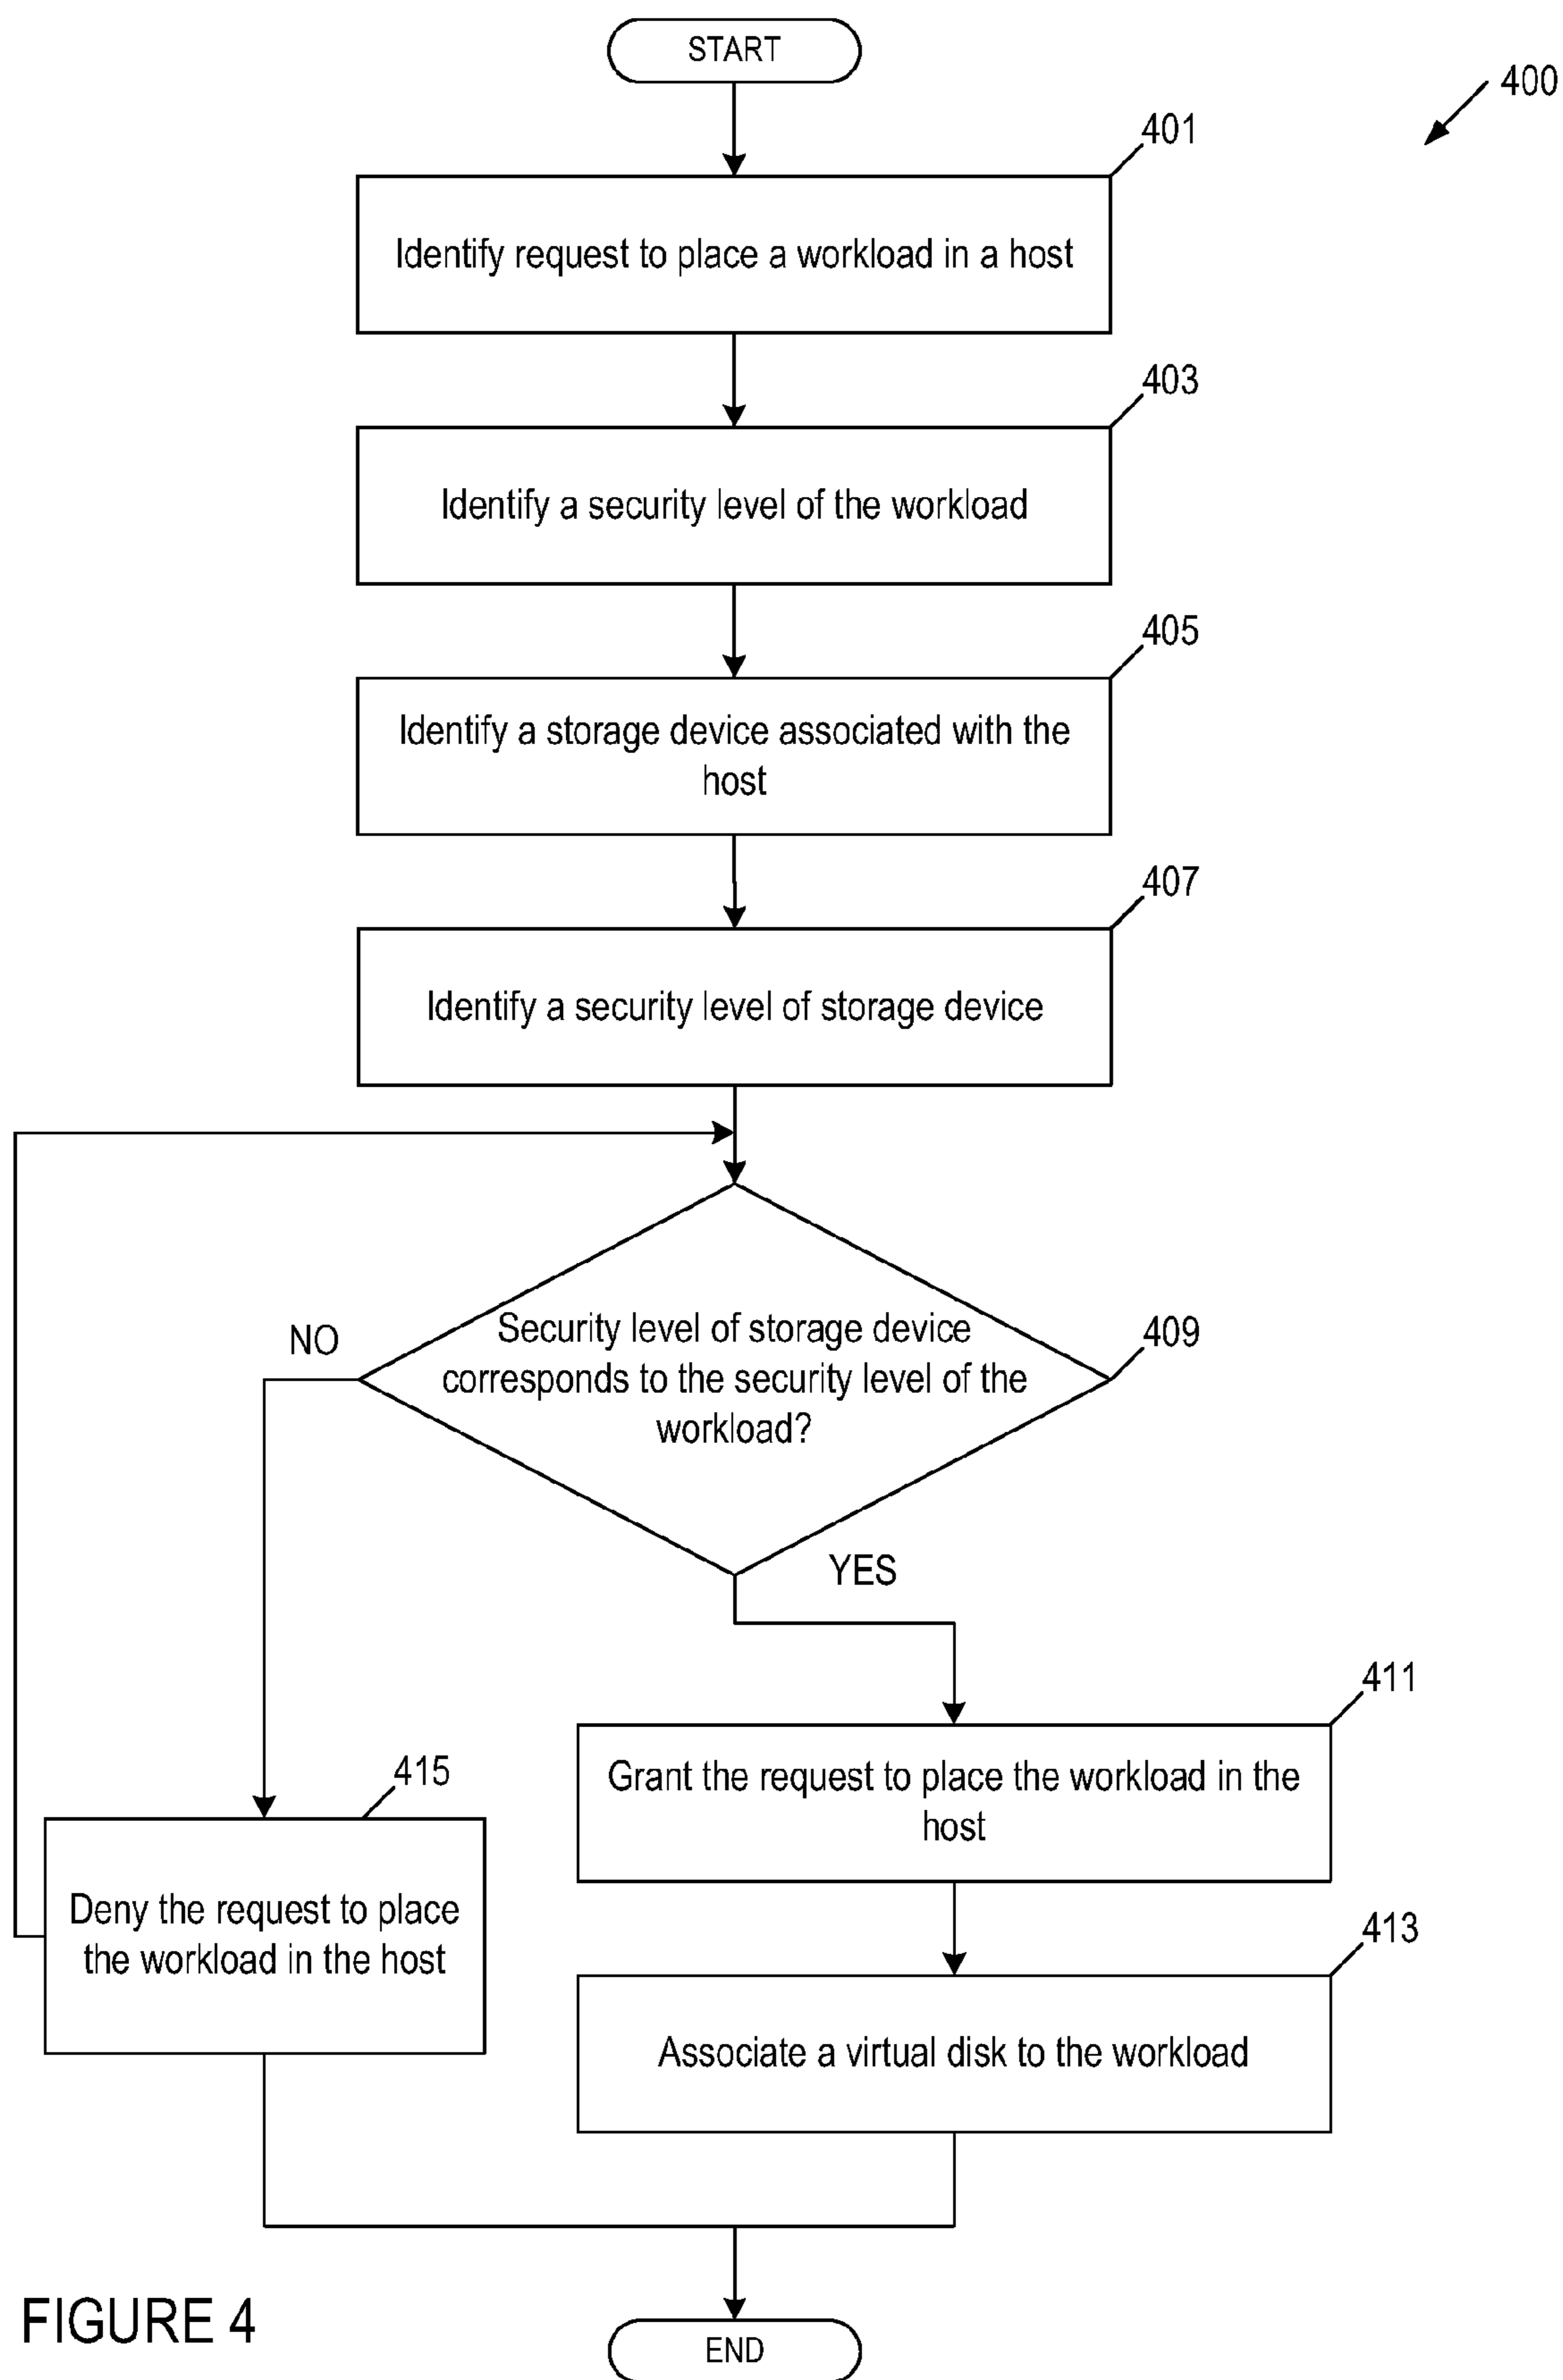 START
400
401
Identify request to place a workload in a host
403
Identify a security level of the workload
405
Identify a storage device associated with the
host
407
Identify a security level of storage device
NO
Security level of storage device
corresponds to the security level of the
workload?
409
YES
411
Grant the request to place the workload in the
host
415
Deny the request to place
the workload in the host
413
Associate a virtual disk to the workload
FIGURE 4
END